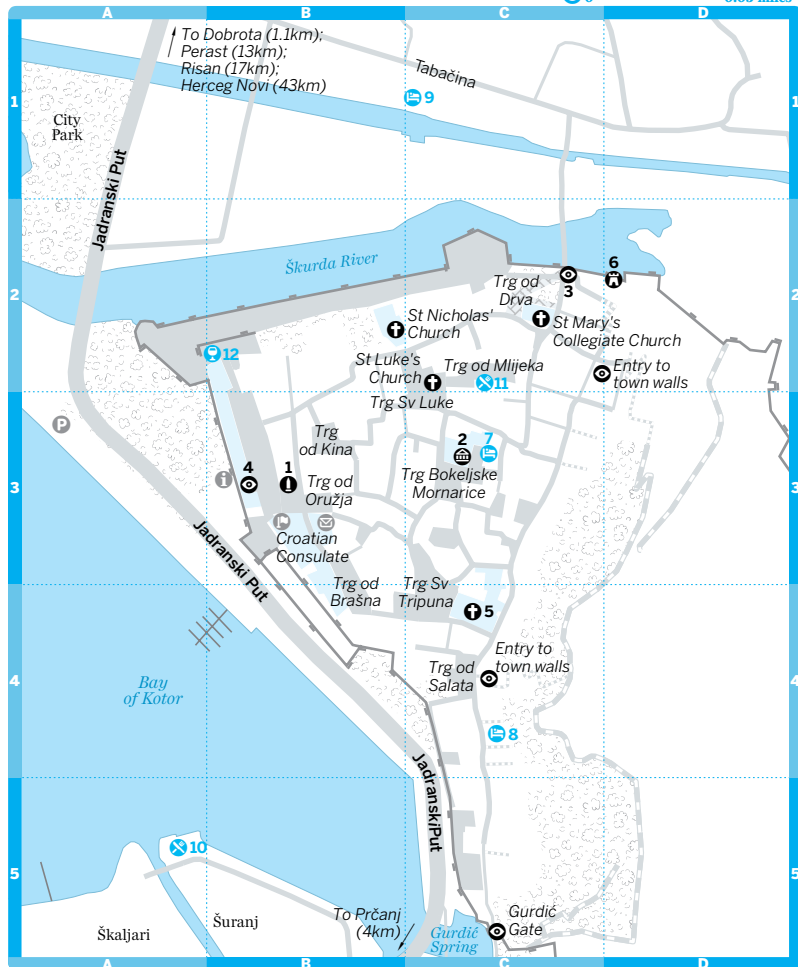 A
B
C
D
To Dobrota (1.1km);
Perast (13km);
Risan (17km);
Herceg Novi (43km)
Tabačina
1
1
9
City
Park
Jadranski Put
Škurda River
6
2
2
Trg od
Drva
3
St Nicholas'
Church
St Mary's
Collegiate Church
12
St Luke's
Church
Trg od Mlijeka
11
Entry to
town walls
Trg Sv Luke
P
Trg
od Kina
2
7
3
3
i
4
1
Trg od
Oružja
Trg Bokeljske
Mornarice
Croatian
Consulate
Jadranski Put
Trg od
Brašna
Trg Sv
Tripuna
5
Entry to
town walls
Trg od
Salata
4
4
Bay
of Kotor
8
JadranskiPut
10
5
5
Škaljari
Šuranj
To Prčanj
(4km)
Gurdić
Spring
Gurdić
Gate
A
B
C
D